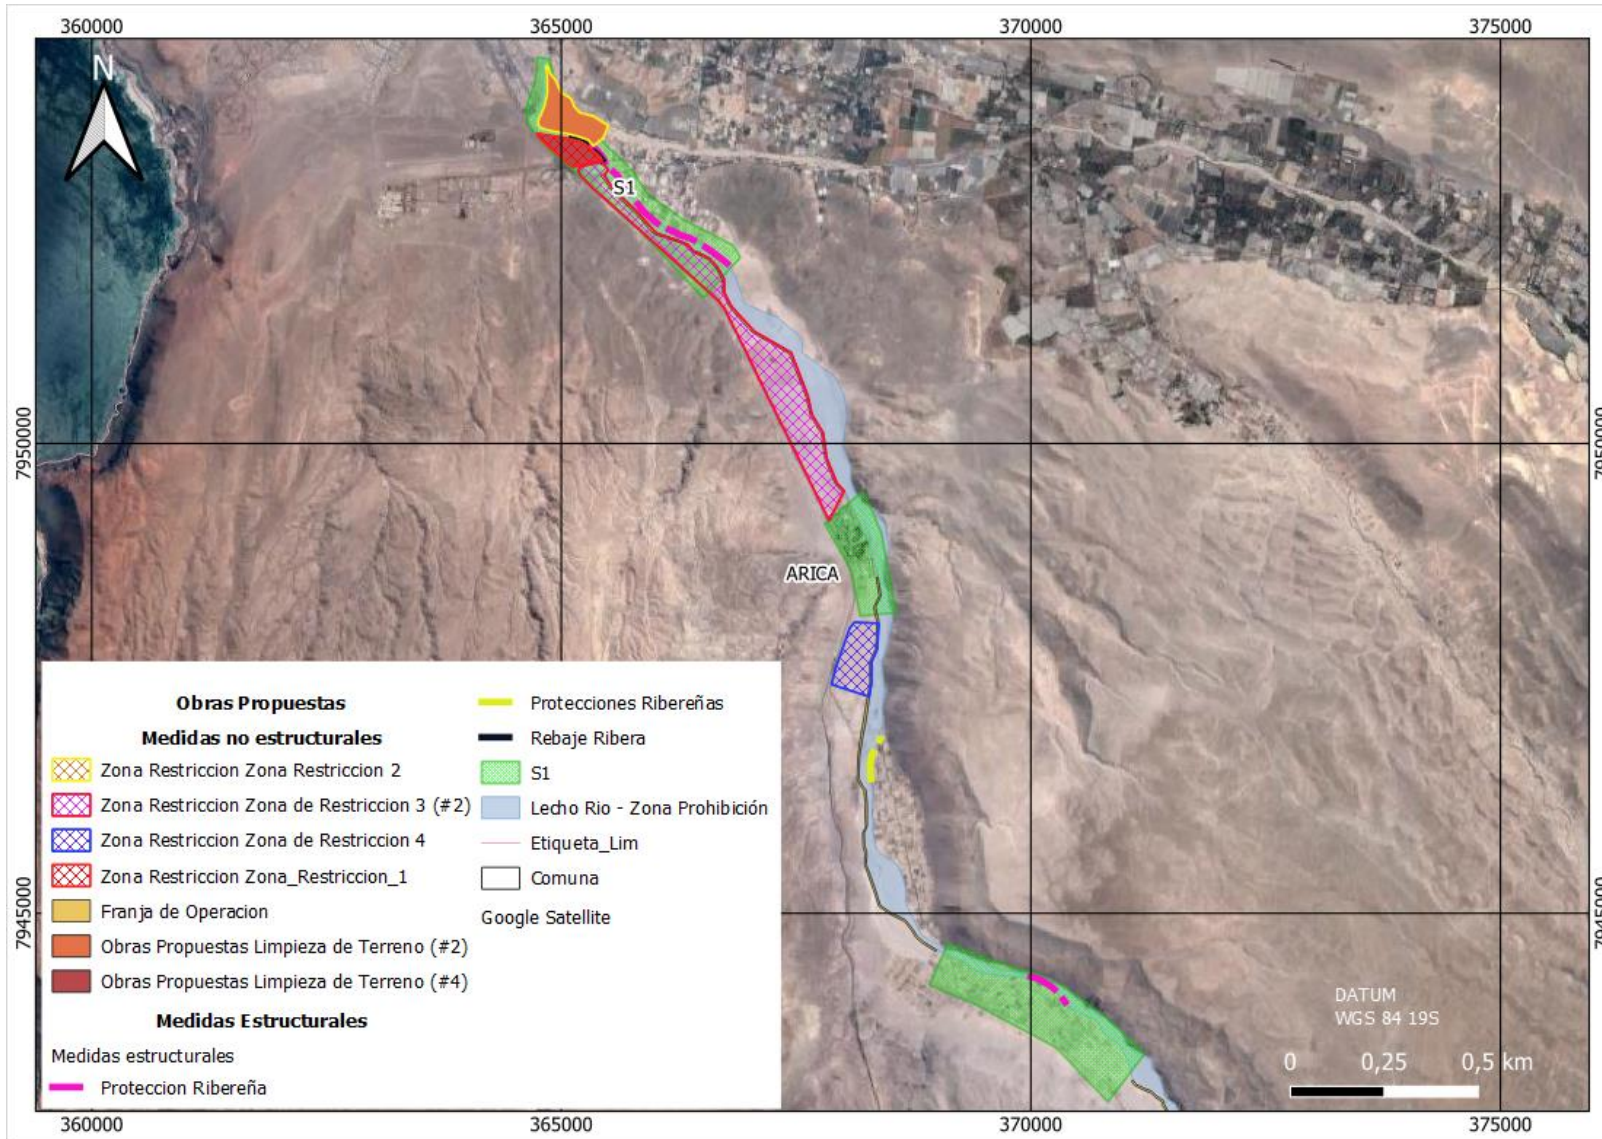 360000 365000 370000 375000
N
S1
7950000 7950000
ARICA
Obras Propuestas
Medidas no estructurales
Zona Restriccion Zona Restriccion 2
Zona Restriccion Zona de Restriccion 3 (#2)
Zona Restriccion Zona de Restriccion 4
Zona Restriccion Zona_Restriccion_1
Franja de Operacion
Obras Propuestas Limpieza de Terreno (#2)
Obras Propuestas Limpieza de Terreno (#4)
Medidas Estructurales
Medidas estructurales
Proteccion Ribereña
Protecciones Ribereñas
Rebaje Ribera
S1
Lecho Rio - Zona Prohibición
Etiqueta_Lim
Comuna
Google Satellite
7945000 7945000
DATUM
WGS 84 19S
0 0,25 0,5 km
360000 365000 370000 375000